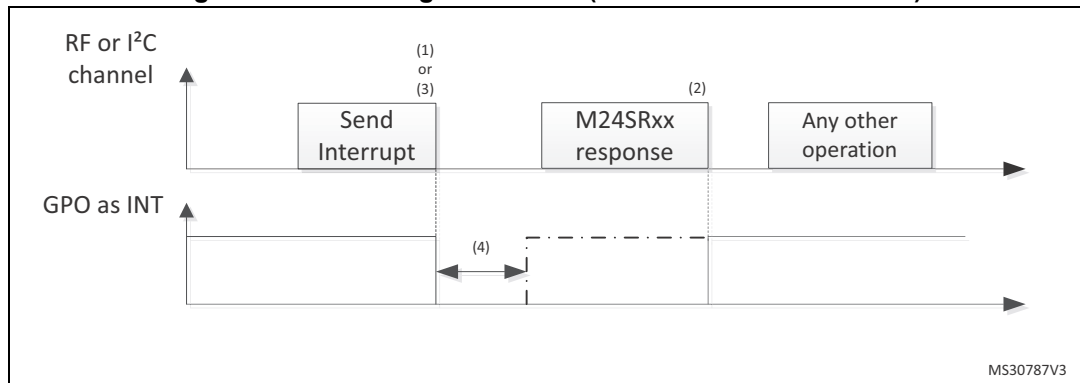 RF or I²C
channel
(1)
or
(3)
(2)
Send
Interrupt
M24SRxx
response
Any other
operation
GPO as INT
(4)
MS30787V3